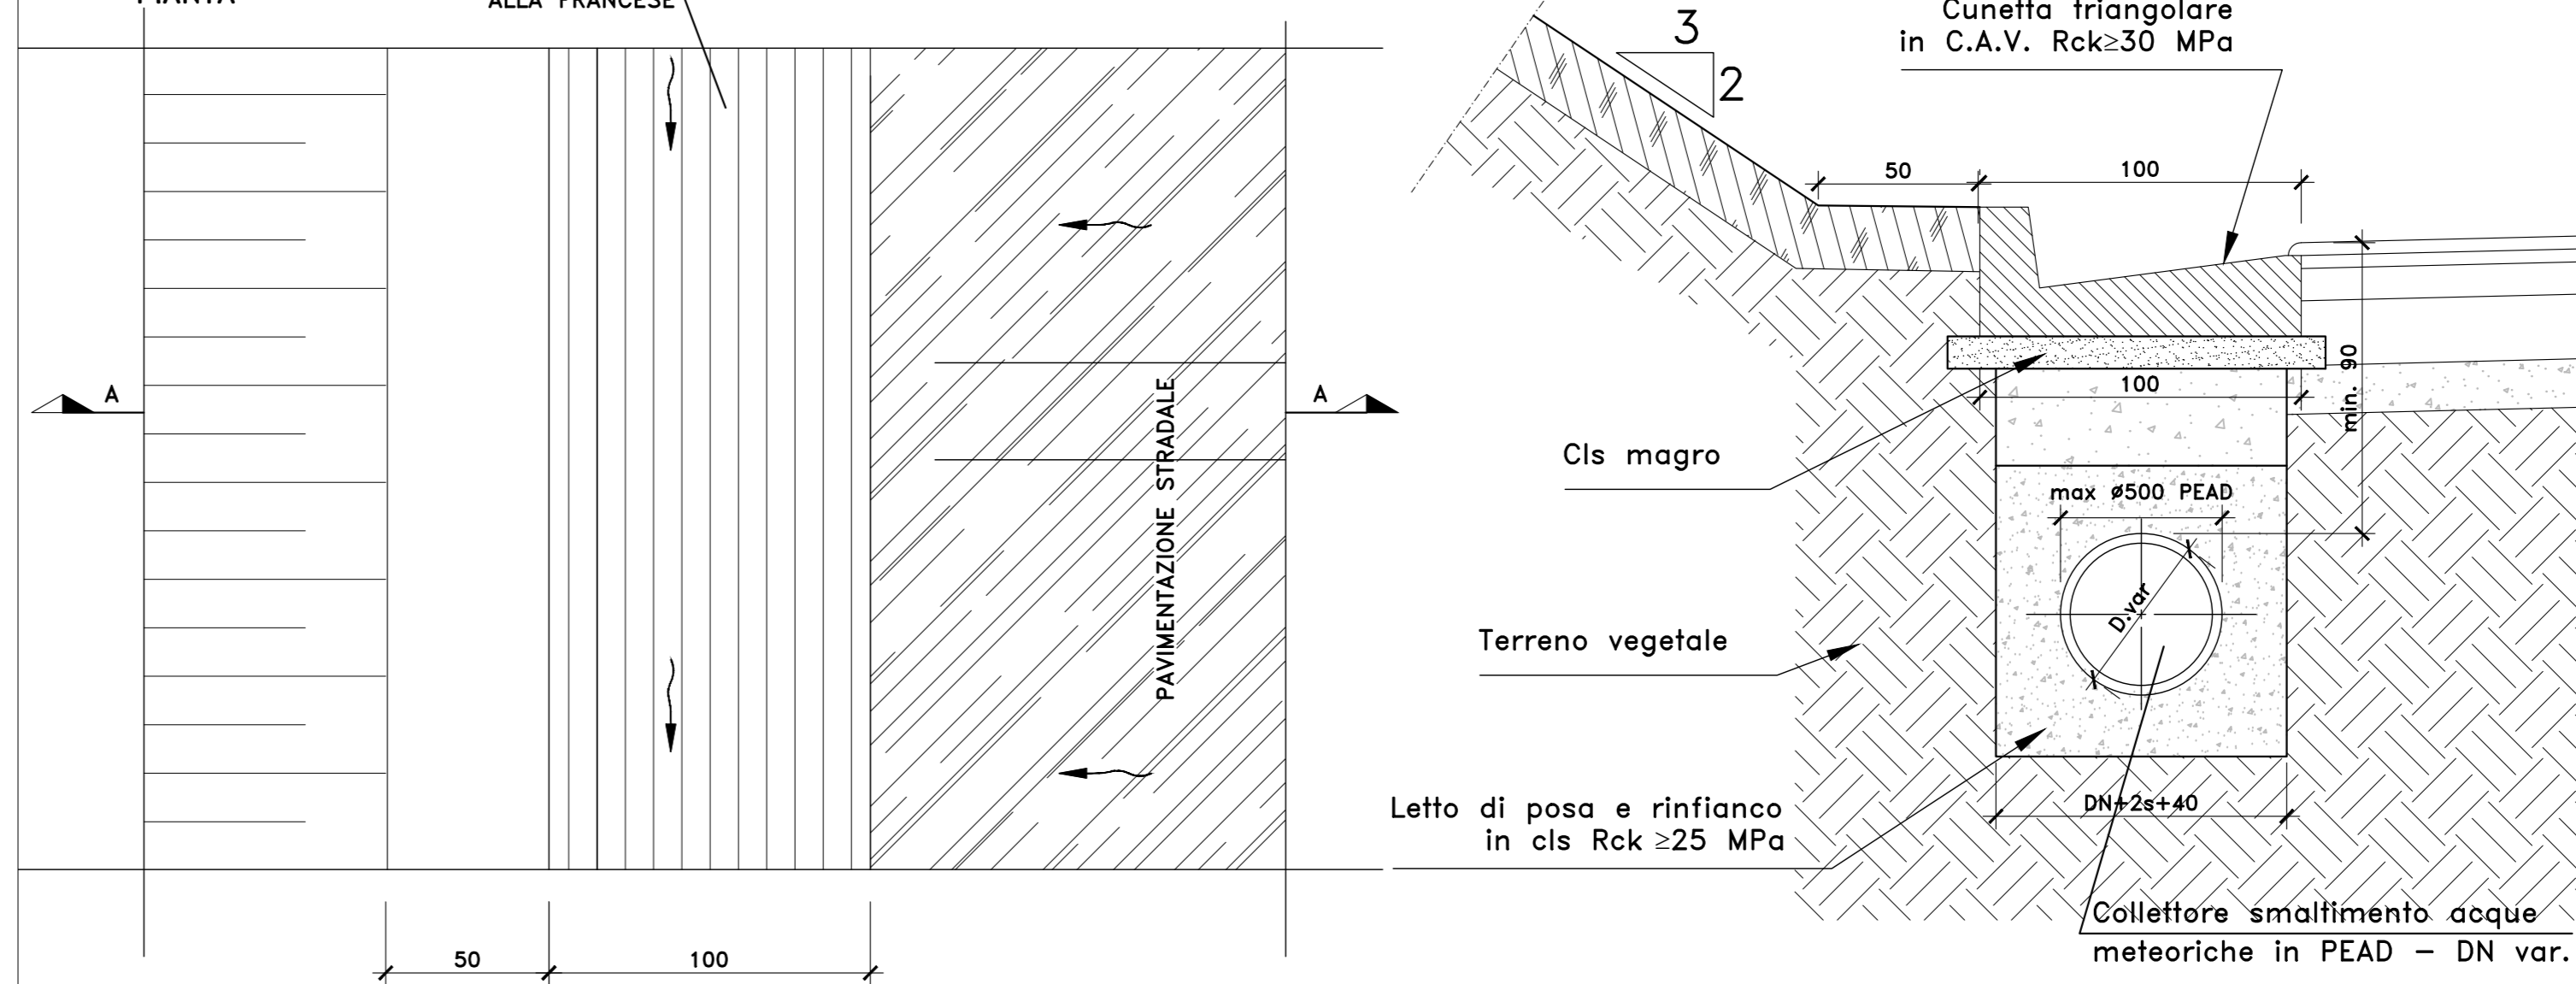 PIANTA
ALLA FRANCESE
A
A
PAVIMENTAZIONE STRADALE
50
100
3
2
Cunetta triangolare
in C.A.V. Rck≥30 MPa
50
100
100
min. 90
Cls magro
max ø500 PEAD
D.var
Terreno vegetale
DN+2s+40
Letto di posa e rinfianco
in cls Rck ≥25 MPa
Collettore smaltimento acque
meteoriche in PEAD – DN var.